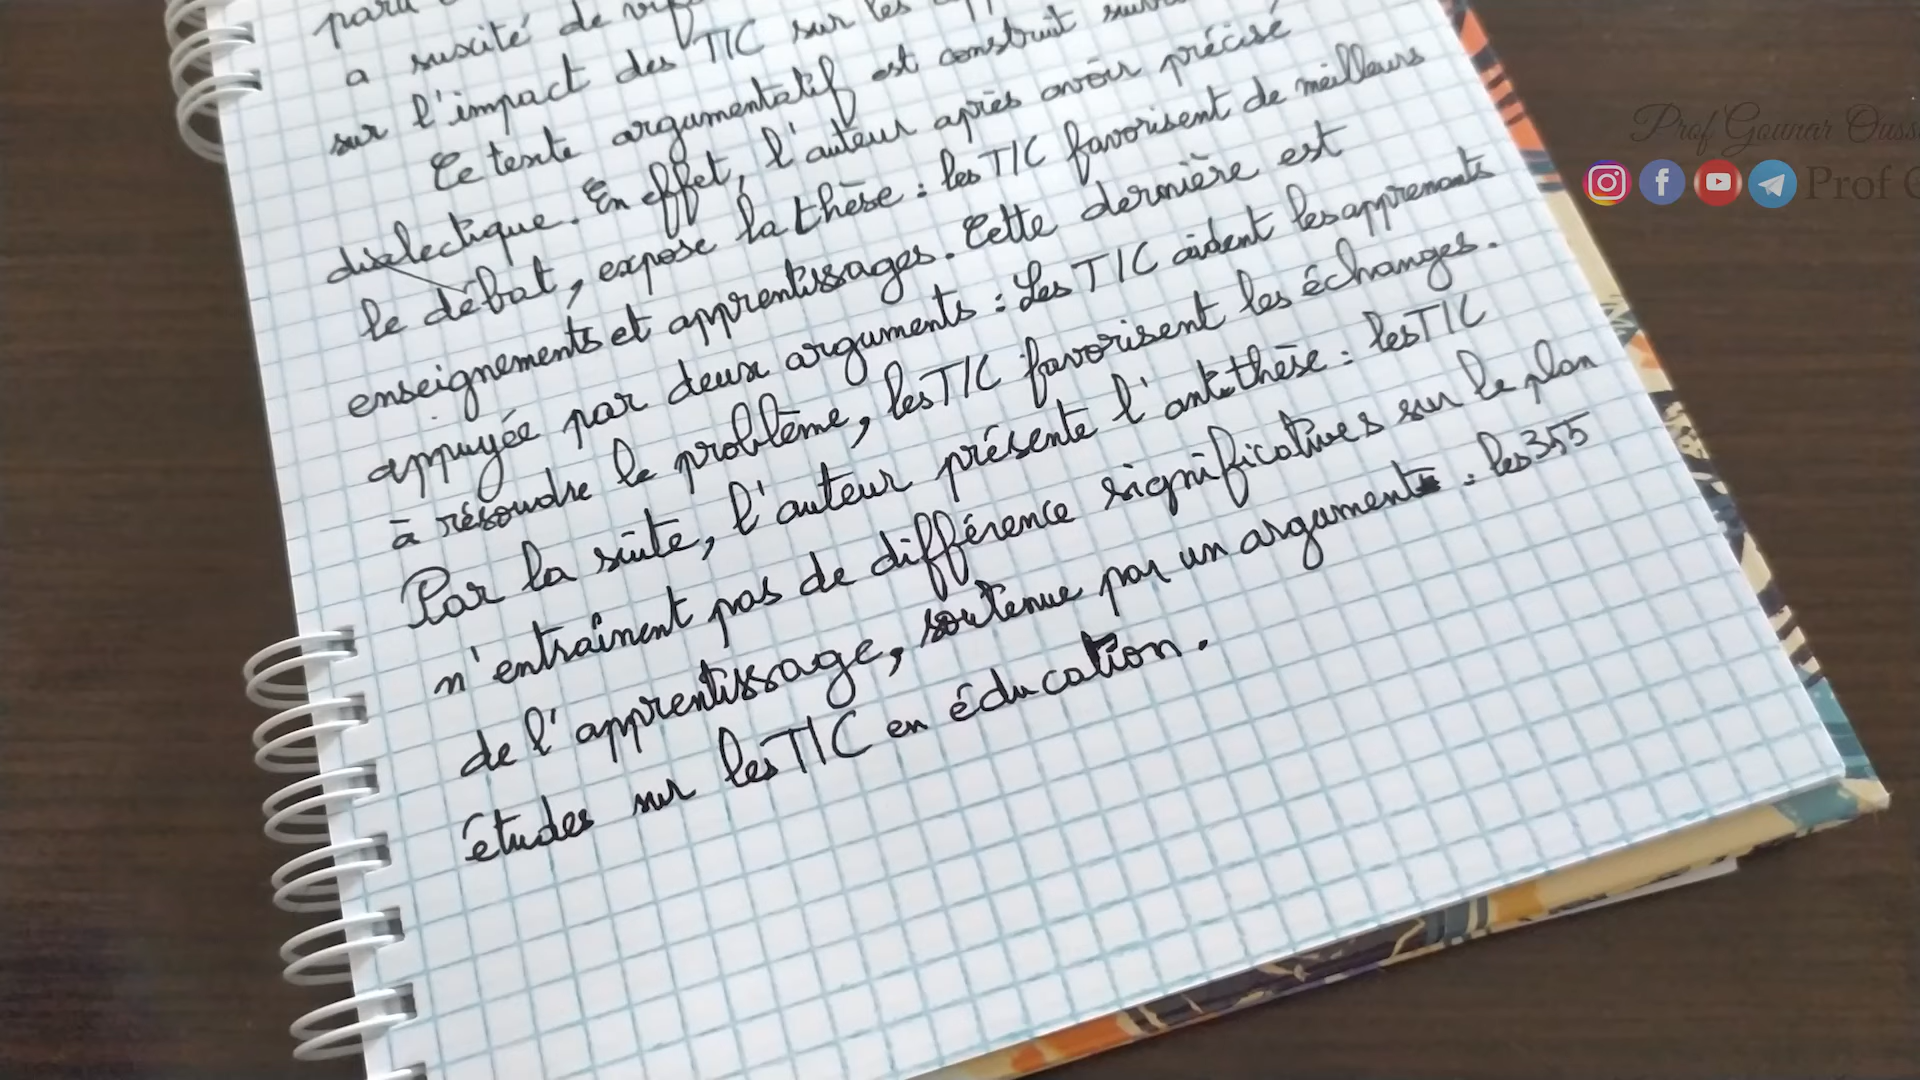 para
a suscité de vifs
sur l'impact des TIC sur les
Ce texte argumentatif est construit
dialectique. En effet, l'auteur après avoir précisé
le débat, expose la thèse : les TIC favorisent de meilleurs
enseignements et apprentissages. Cette dernière est
appuyée par deux arguments : Les TIC aident les apprenants
à résoudre le problème, les TIC favorisent les échanges.
Par la suite, l'auteur présente l'antithèse : les TIC
n'entraînent pas de différence significatives sur le plan
de l'apprentissage, soutenue par un argument : les 355
études sur les TIC en éducation.
Prof Gounar Ouss
Prof G